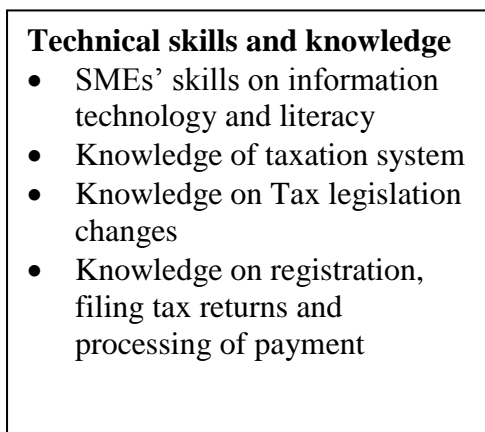 Technical skills and knowledge
• SMEs’ skills on information
technology and literacy
• Knowledge of taxation system
• Knowledge on Tax legislation
changes
• Knowledge on registration,
filing tax returns and
processing of payment